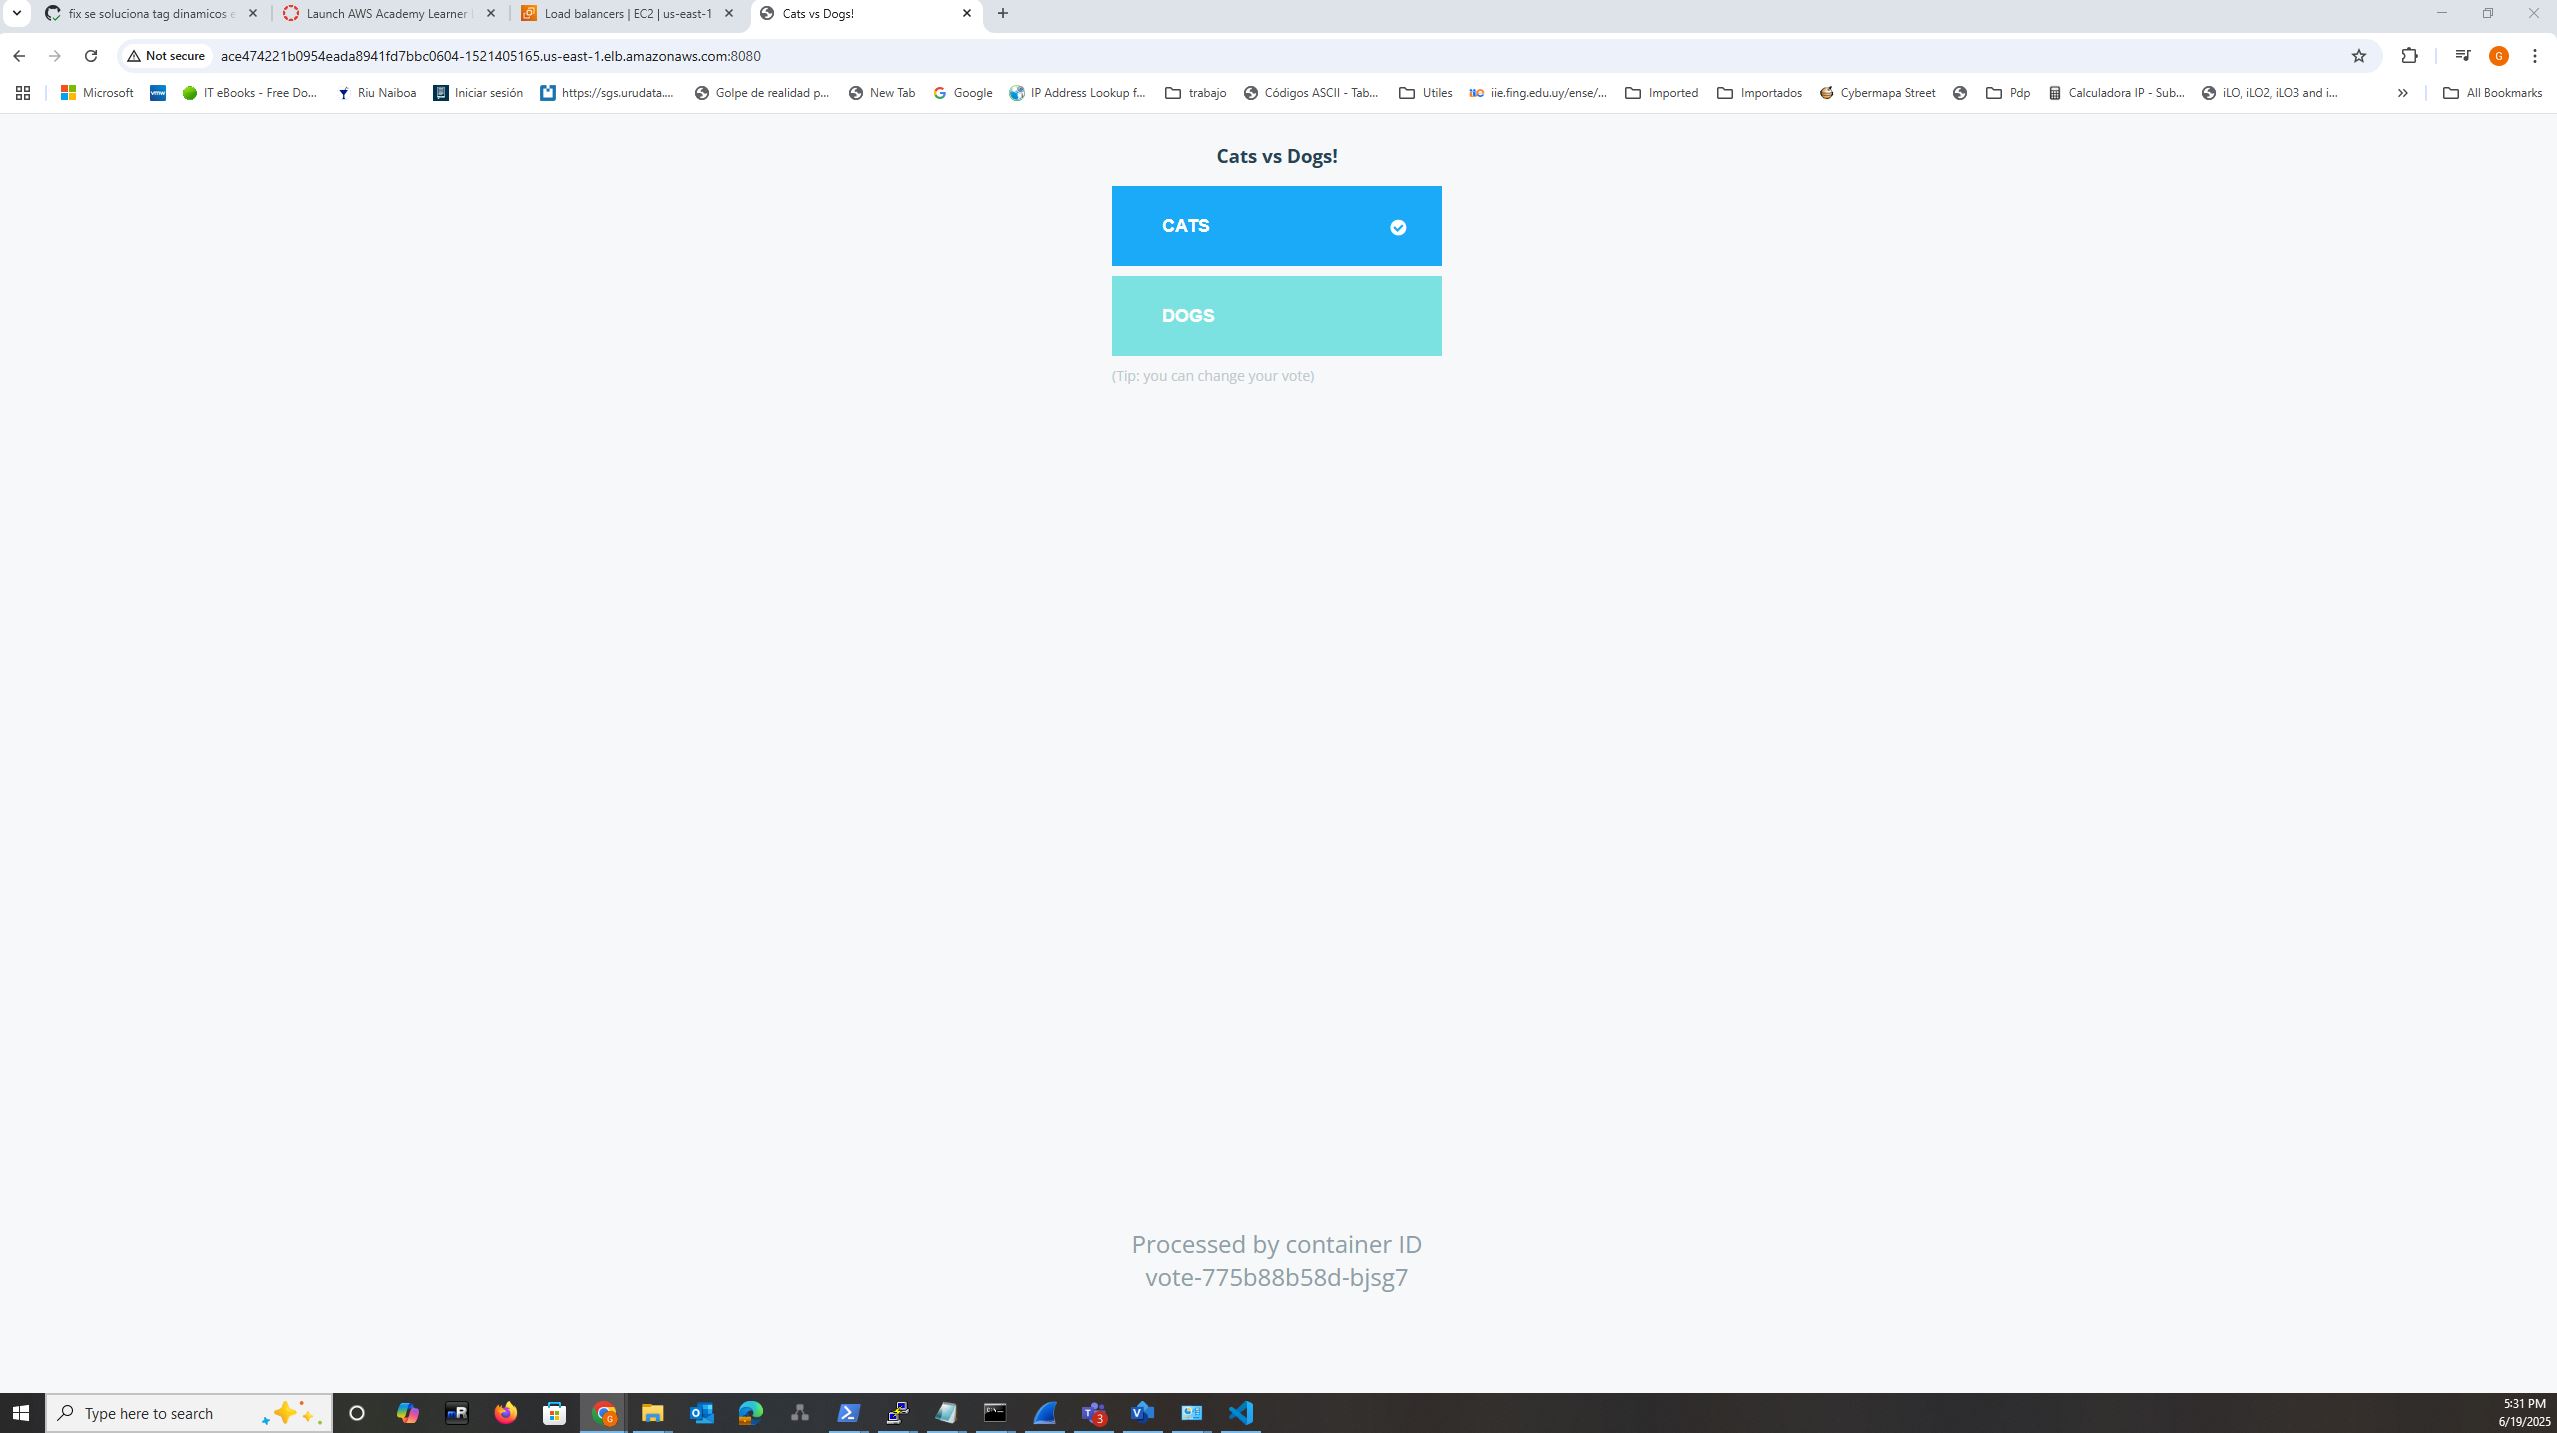 fix se soluciona tag dinamicos e
Launch AWS Academy Learner
Load balancers | EC2 | us-east-1
Cats vs Dogs!
Not secure
ace474221b0954eada8941fd7bbc0604-1521405165.us-east-1.elb.amazonaws.com:8080
G
Microsoft
vmw
IT eBooks - Free Do...
Riu Naiboa
Iniciar sesión
https://sgs.urudata....
Golpe de realidad p...
New Tab
Google
IP Address Lookup f...
trabajo
Códigos ASCII - Tab...
Utiles
iie.fing.edu.uy/ense/...
Imported
Importados
Cybermapa Street
Pdp
Calculadora IP - Sub...
iLO, iLO2, iLO3 and i...
All Bookmarks
Cats vs Dogs!
CATS
DOGS
(Tip: you can change your vote)
Processed by container ID
vote-775b88b58d-bjsg7
Type here to search
3
5:31 PM
6/19/2025